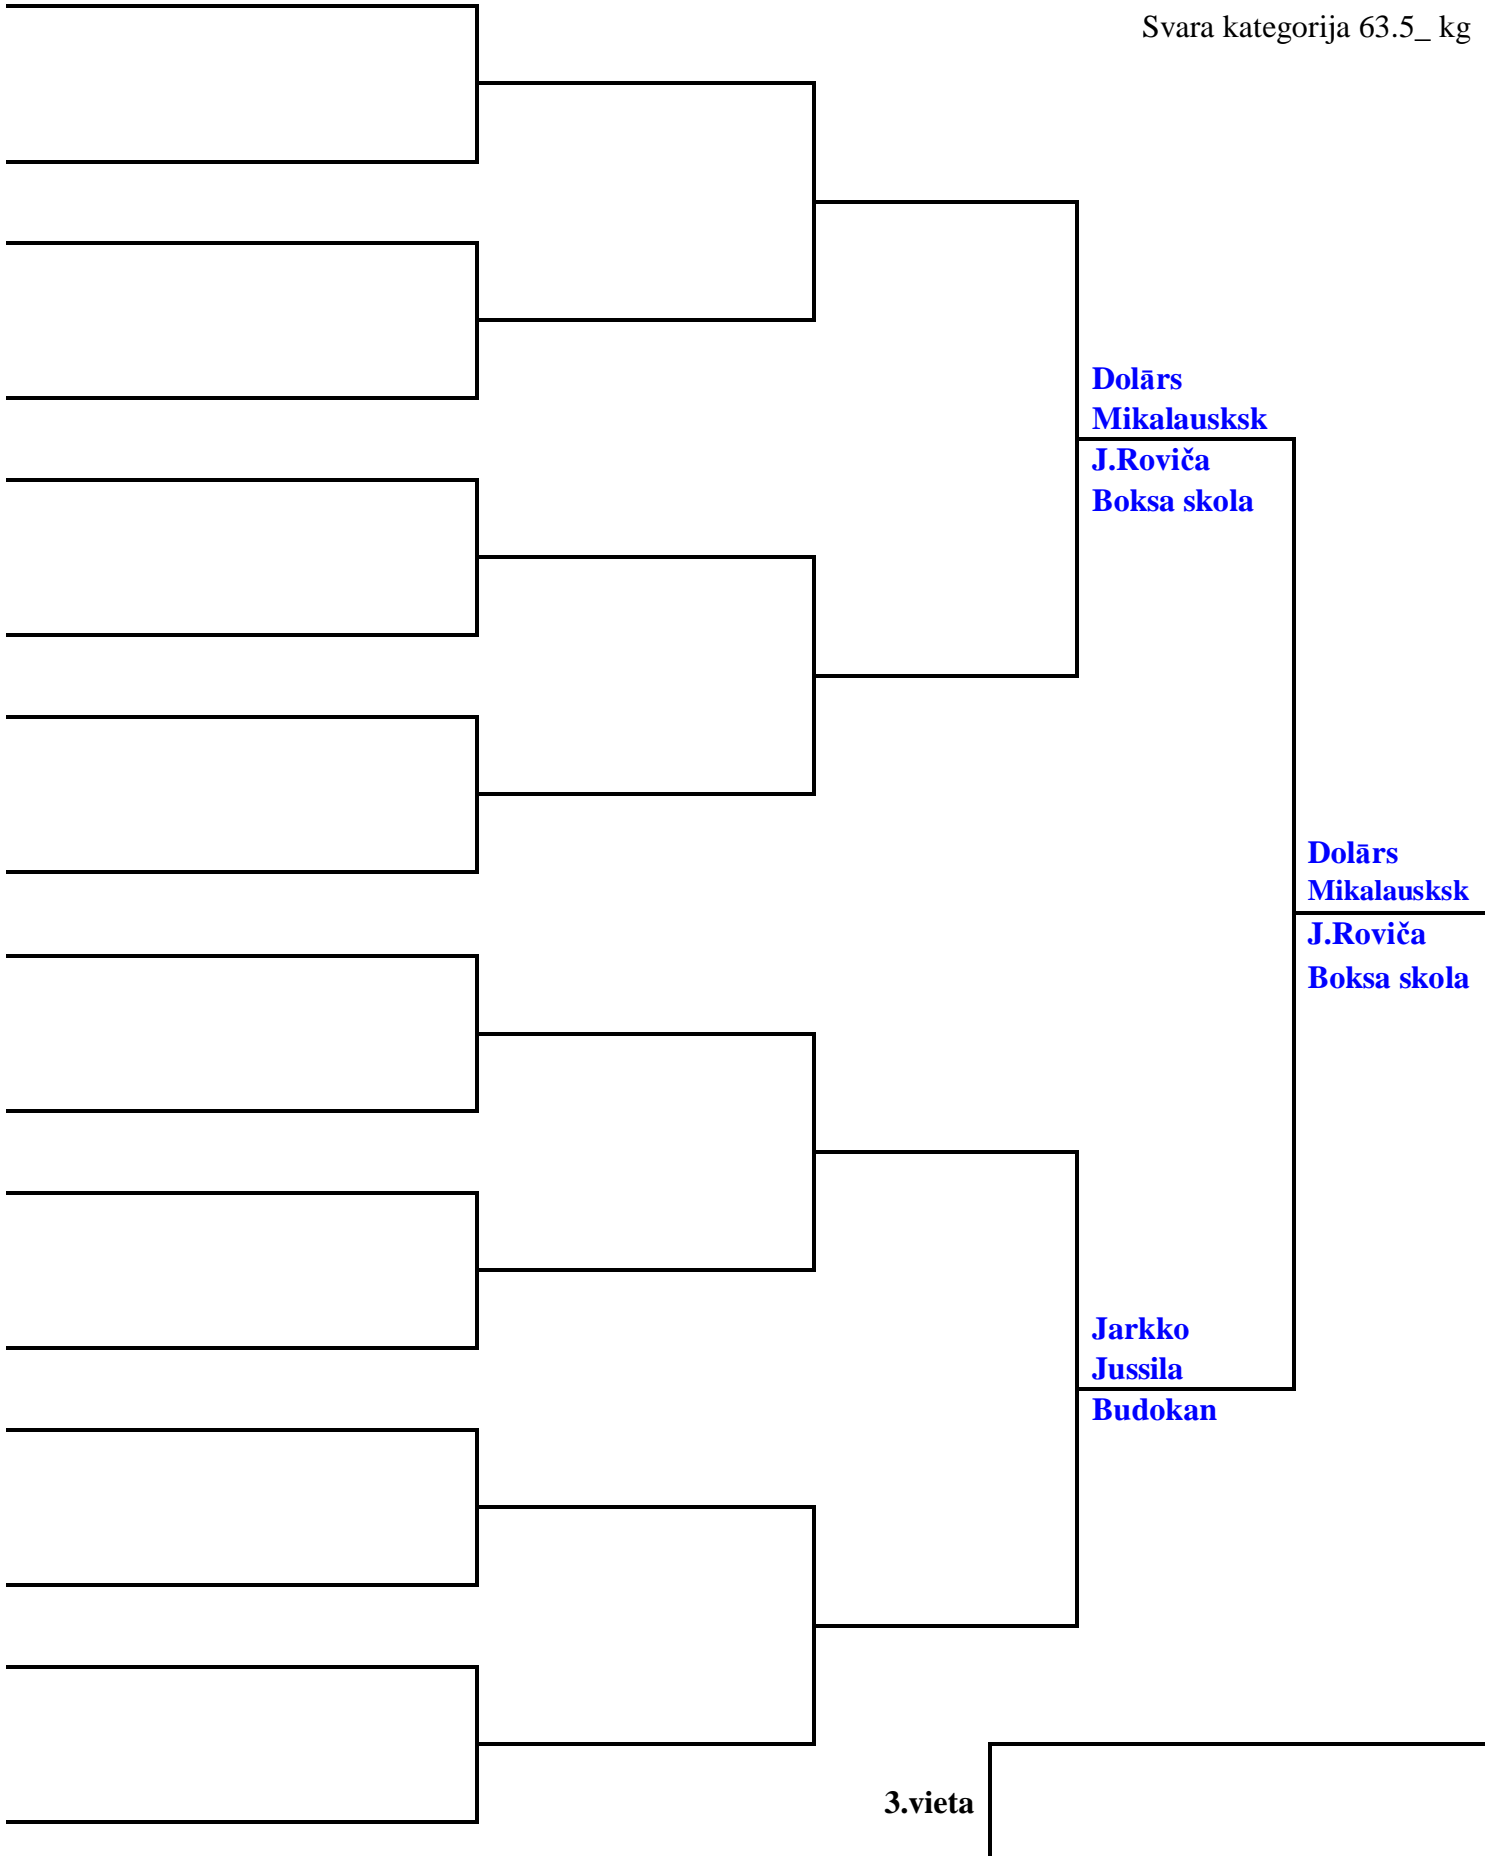 Svara kategorija 63.5_ kg
Dolārs
Mikalausksk
J.Roviča
Boksa skola
Dolārs
Mikalausksk
J.Roviča
Boksa skola
Jarkko
Jussila
Budokan
3.vieta